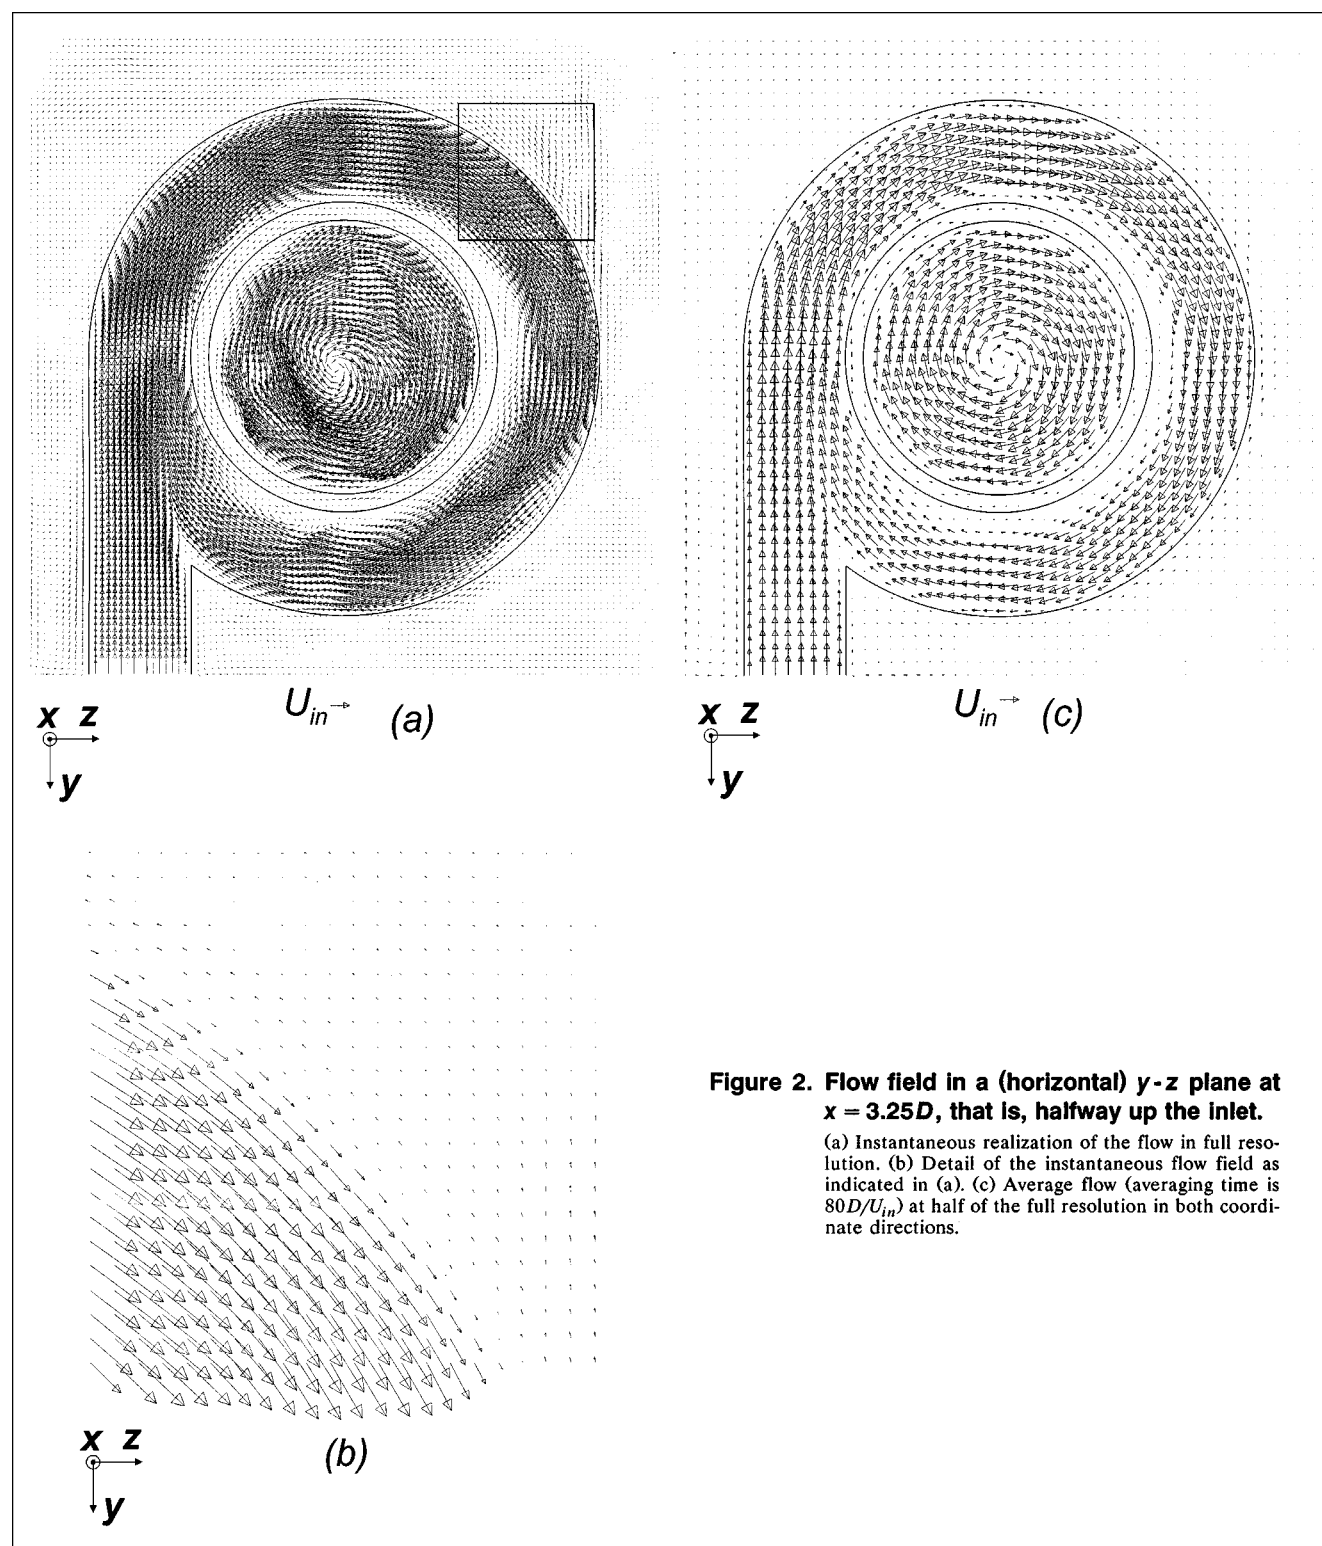 U_in (a)
x z
y
U_in (c)
x z
y
x z
y
(b)
Figure 2. Flow field in a (horizontal) y-z plane at
x = 3.25D, that is, halfway up the inlet.
(a) Instantaneous realization of the flow in full reso-
lution. (b) Detail of the instantaneous flow field as
indicated in (a). (c) Average flow (averaging time is
80D/U_in) at half of the full resolution in both coordi-
nate directions.